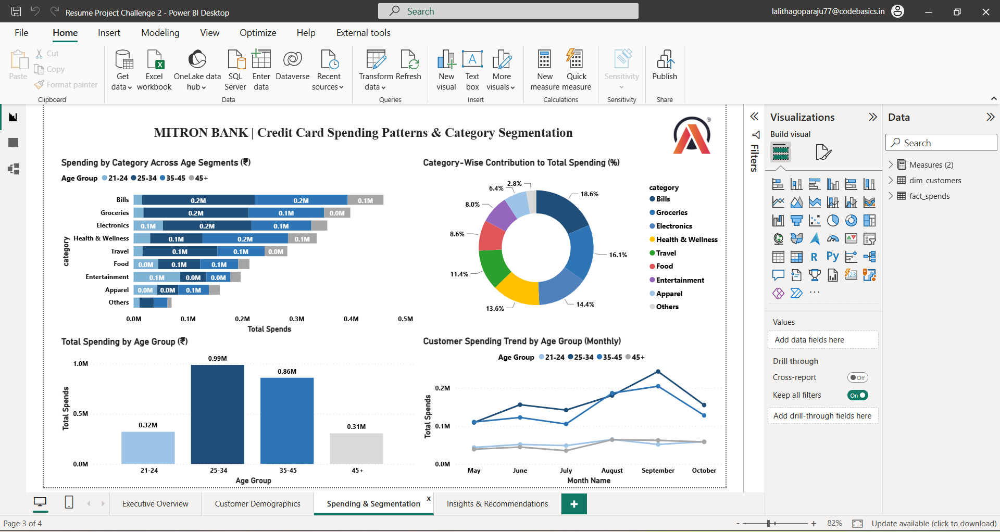 Resume Project Challenge 2 - Power BI Desktop
Search
lalithagoparaju77@codebasics.in
File Home Insert Modeling View Optimize Help External tools
Paste
Cut
Copy
Format painter
Clipboard
Get data
Excel workbook
OneLake data hub
SQL Server
Enter data
Dataverse
Recent sources
Data
Transform data
Refresh
Queries
New visual
Text box
More visuals
Insert
New measure
Quick measure
Calculations
Sensitivity
Sensitivity
Publish
Share
MITRON BANK | Credit Card Spending Patterns & Category Segmentation
®
Spending by Category Across Age Segments (₹)
Age Group 21-24 25-34 35-45 45+
category
Bills 0.2M 0.2M 0.1M
Groceries 0.2M 0.1M 0.0M
Electronics 0.1M 0.2M 0.1M
Health & Wellness 0.1M 0.2M 0.1M
Travel 0.1M 0.1M 0.0M
Food 0.0M 0.1M 0.1M
Entertainment 0.1M 0.0M 0.0M
Apparel 0.0M 0.0M 0.1M
Others
0.0M 0.1M 0.2M 0.3M 0.4M 0.5M
Total Spends
Category-Wise Contribution to Total Spending (%)
18.6%
16.1%
14.4%
13.6%
11.4%
8.6%
8.0%
6.4%
2.8%
category
Bills
Groceries
Electronics
Health & Wellness
Travel
Food
Entertainment
Apparel
Others
Total Spending by Age Group (₹)
Total Spends
1.0M
0.5M
0.0M
0.32M
0.99M
0.86M
0.31M
21-24 25-34 35-45 45+
Age Group
Customer Spending Trend by Age Group (Monthly)
Age Group 21-24 25-34 35-45 45+
Total Spends
0.2M
0.1M
0.0M
May June July August September October
Month Name
Filters
Visualizations
Build visual
R
Py
123
Values
Add data fields here
Drill through
Cross-report Off
Keep all filters On
Add drill-through fields here
Data
Search
Measures (2)
dim_customers
fact_spends
Executive Overview
Customer Demographics
Spending & Segmentation x
Insights & Recommendations
+
Page 3 of 4
- + 82%
Update available (click to download)